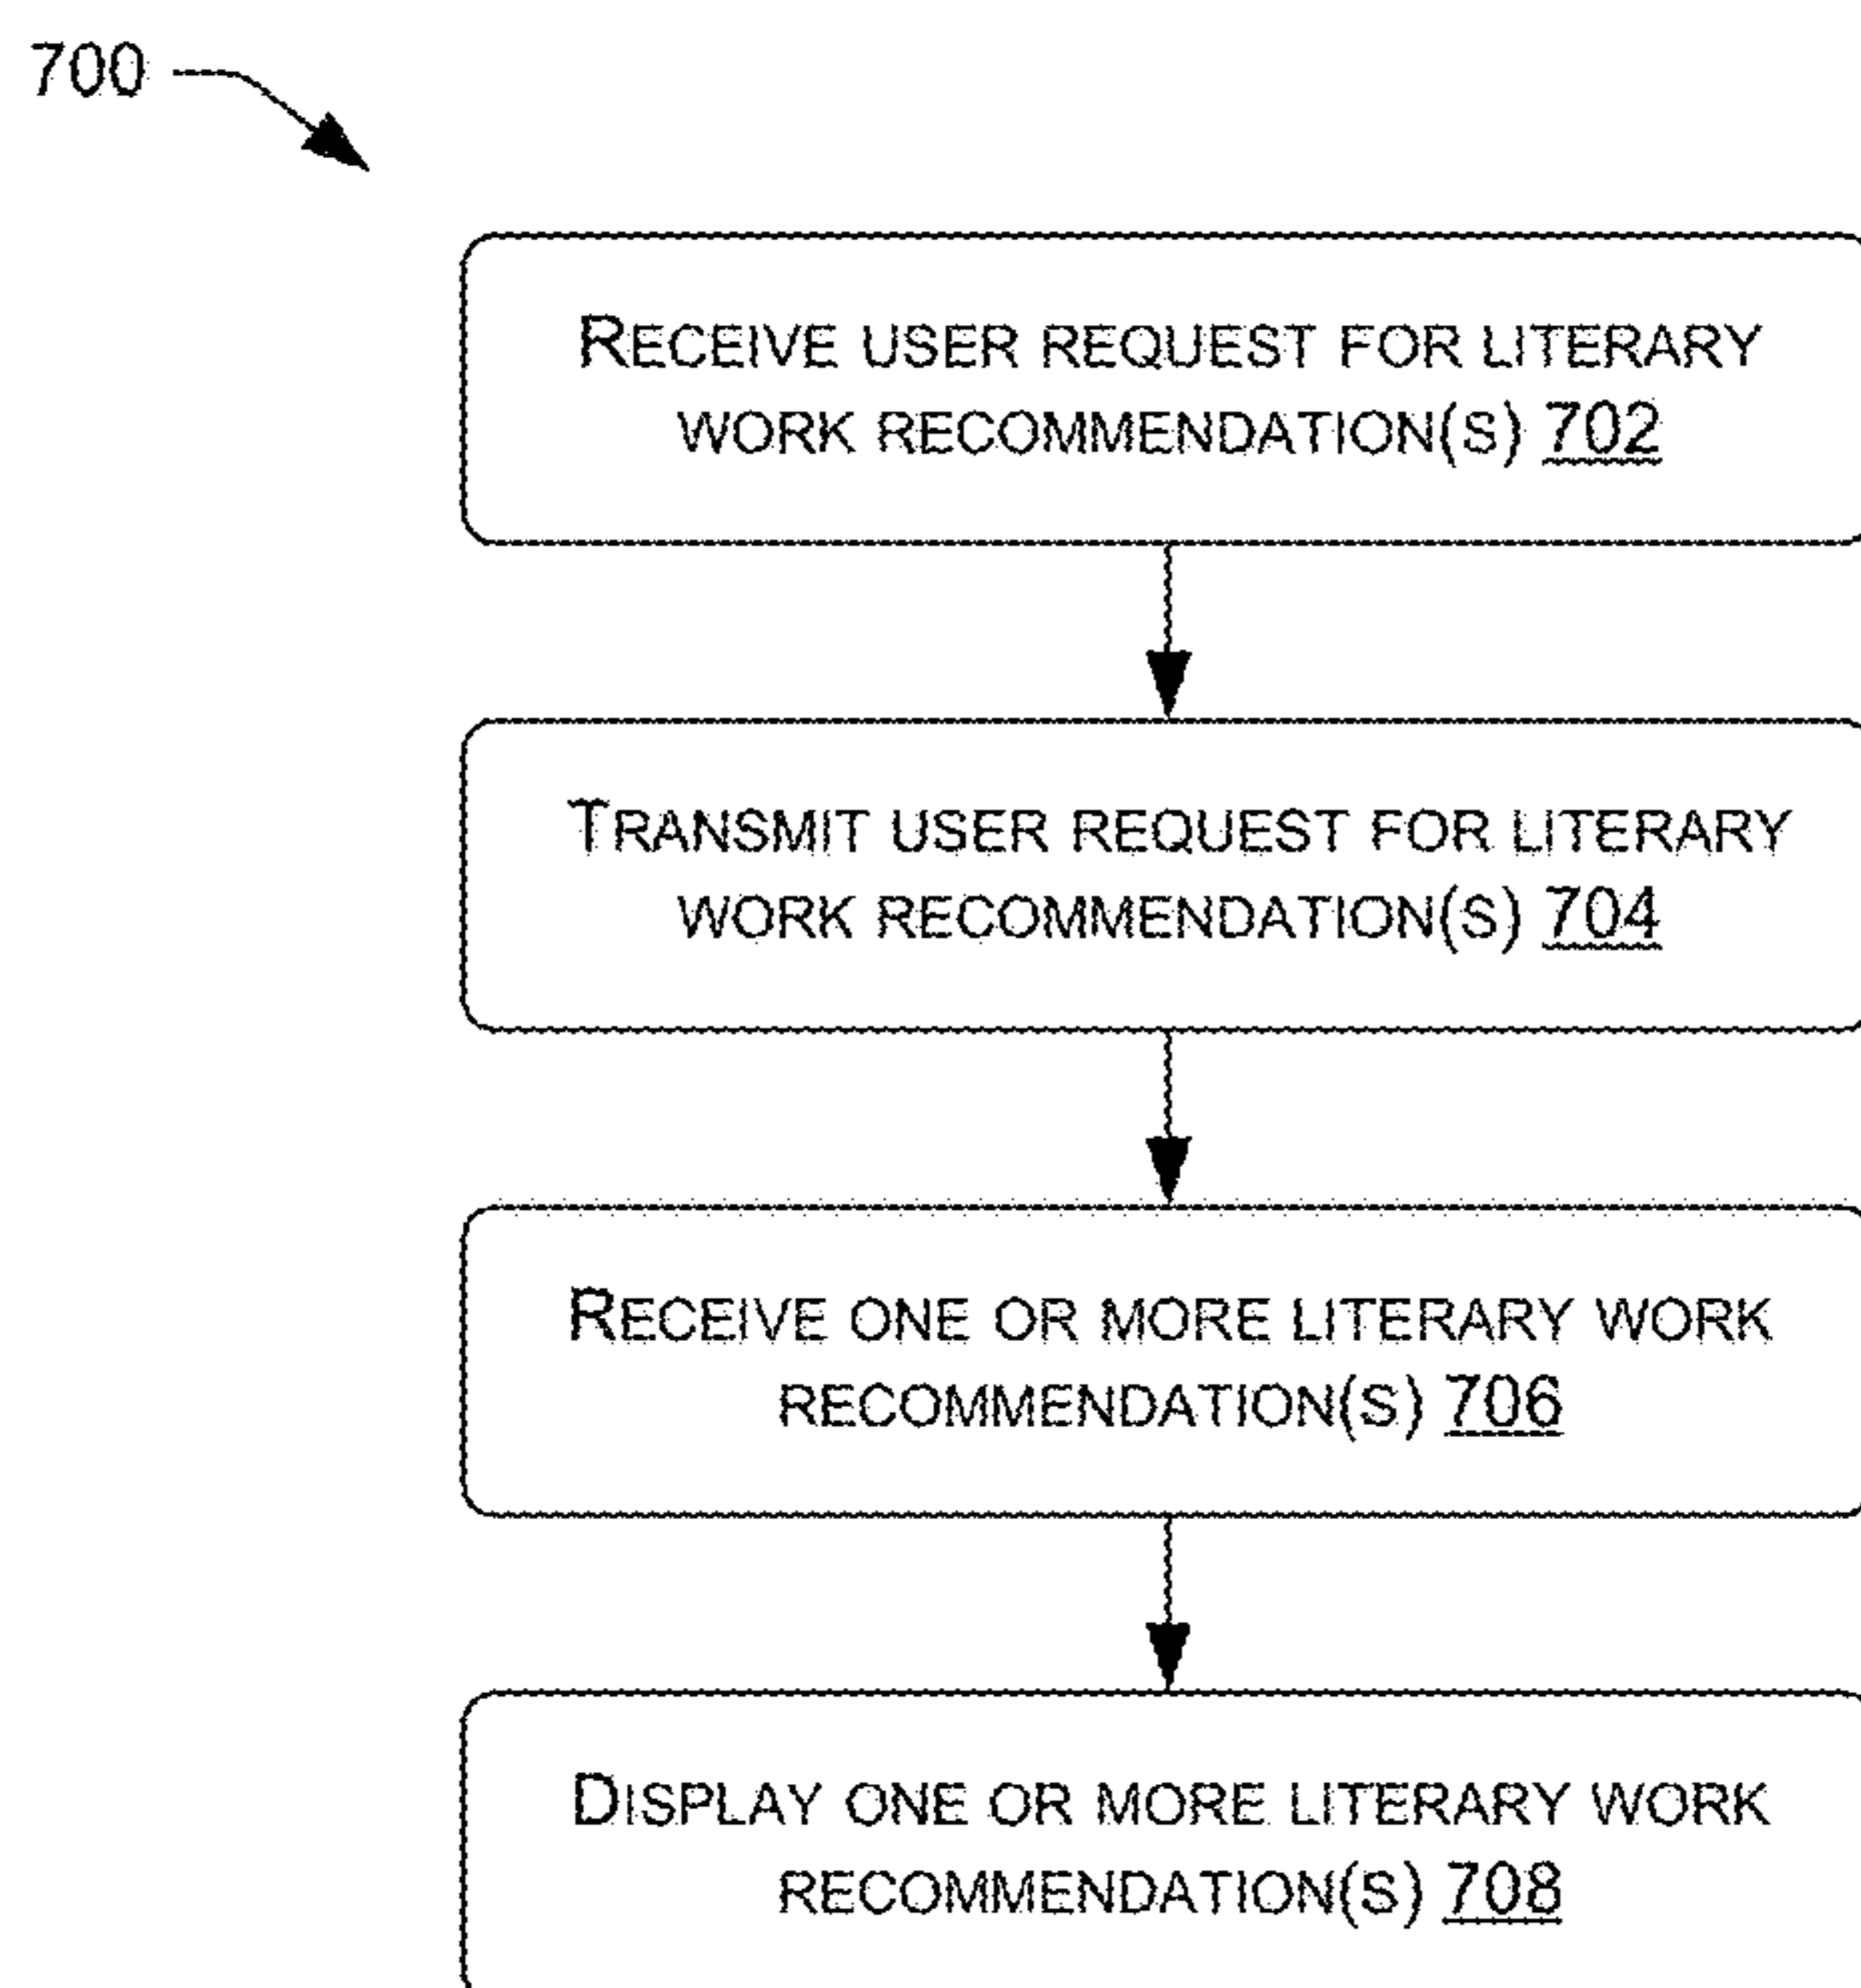 700
RECEIVE USER REQUEST FOR LITERARY
WORK RECOMMENDATION(S) 702
TRANSMIT USER REQUEST FOR LITERARY
WORK RECOMMENDATION(S) 704
RECEIVE ONE OR MORE LITERARY WORK
RECOMMENDATION(S) 706
DISPLAY ONE OR MORE LITERARY WORK
RECOMMENDATION(S) 708